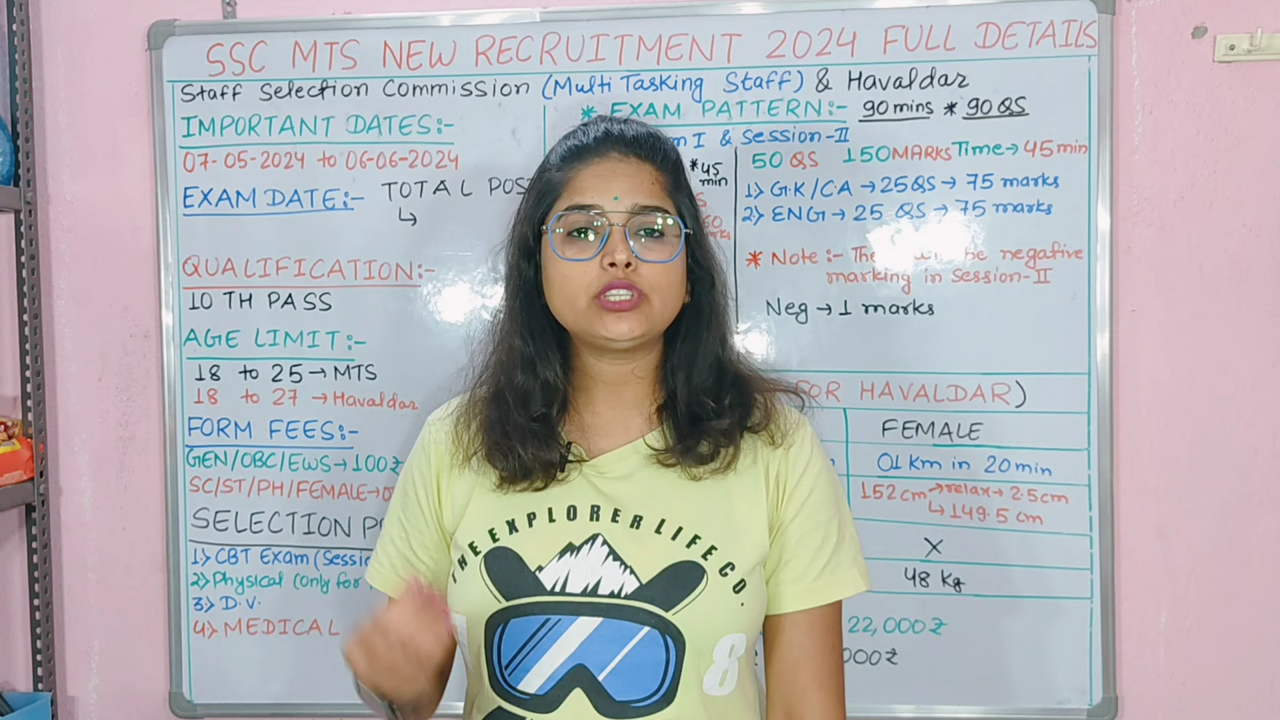 SSC MTS NEW RECRUITMENT 2024 FULL DETAILS
Staff Selection Commission (Multi Tasking Staff) & Havaldar
IMPORTANT DATES:-
07-05-2024 to 06-06-2024
EXAM DATE:- TOTAL POS
↳
QUALIFICATION:-
10 TH PASS
AGE LIMIT:-
18 to 25 → MTS
18 to 27 → Havaldar
FORM FEES:-
GEN/OBC/EWS → 100₹
SC/ST/PH/FEMALE →
SELECTION
1> CBT Exam (Sessi
2> Physical (only for
3> D.V.
4> MEDICAL
* EXAM PATTERN:- 90 mins * 90 QS
I & Session-II
*45
min
50 QS 150 MARKS Time → 45 min
1> G.K/C.A → 25 QS → 75 marks
2> ENG → 25 QS → 75 marks
* Note :- be negative
marking in Session-II
Neg → 1 marks
FOR HAVALDAR)
FEMALE
01 Km in 20 min
152 cm → relax → 2.5cm
↳ 149.5 cm
X
48 Kg
22,000₹
000₹
THE EXPLORER LIFE CO.
8